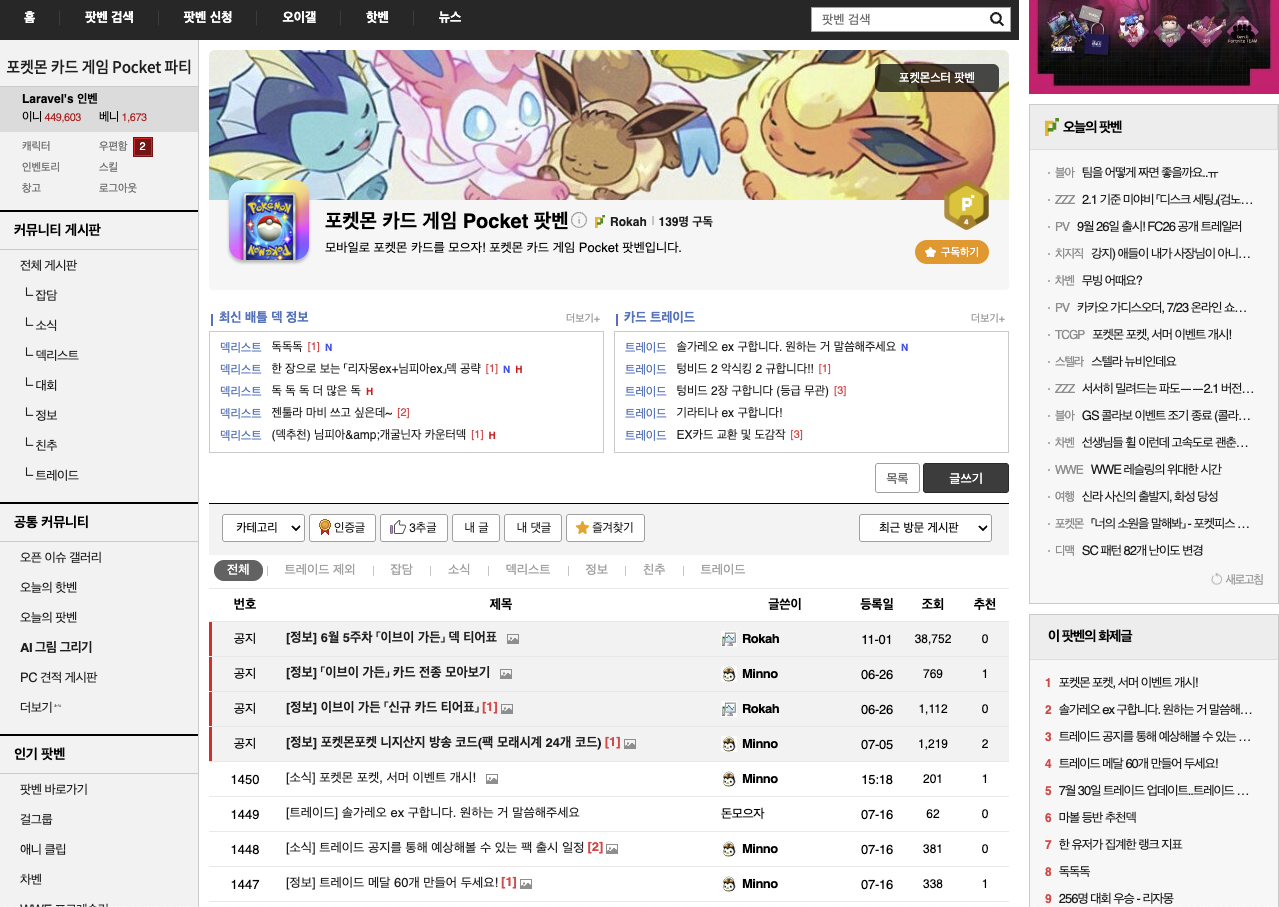 홈 팟벤 검색 팟벤 신청 오이갤 핫벤 뉴스
팟벤 검색
포켓몬 카드 게임 Pocket 파티
Laravel's 인벤
이니 449,603 베니 1,673
캐릭터 우편함 2
인벤토리 스킬
창고 로그아웃
커뮤니티 게시판
전체 게시판
└ 잡담
└ 소식
└ 덱리스트
└ 대회
└ 정보
└ 친추
└ 트레이드
공통 커뮤니티
오픈 이슈 갤러리
오늘의 핫벤
오늘의 팟벤
AI 그림 그리기
PC 견적 게시판
더보기
인기 팟벤
팟벤 바로가기
걸그룹
애니 클립
차벤
포켓몬스터 팟벤
POKEMON
포켓몬 카드 게임 Pocket 팟벤 Rokah | 139명 구독
모바일로 포켓몬 카드를 모으자! 포켓몬 카드 게임 Pocket 팟벤입니다.
P
4
구독하기
최신 배틀 덱 정보 더보기+
덱리스트 독독독 [1] N
덱리스트 한 장으로 보는 「리자몽ex+님피아ex」덱 공략 [1] N H
덱리스트 독 독 독 더 많은 독 H
덱리스트 젠톨라 마비 쓰고 싶은데~ [2]
덱리스트 (덱추천) 님피아&amp;개굴닌자 카운터덱 [1] H
카드 트레이드 더보기+
트레이드 솔가레오 ex 구합니다. 원하는 거 말씀해주세요 N
트레이드 텅비드 2 악식킹 2 규합니다!! [1]
트레이드 텅비드 2장 구합니다 (등급 무관) [3]
트레이드 기라티나 ex 구합니다!
트레이드 EX카드 교환 및 도감작 [3]
목록 글쓰기
카테고리 인증글 3추글 내 글 내 댓글 즐겨찾기 최근 방문 게시판
전체 | 트레이드 제외 | 잡담 | 소식 | 덱리스트 | 정보 | 친추 | 트레이드
번호 제목 글쓴이 등록일 조회 추천
공지 [정보] 6월 5주차 「이브이 가든」 덱 티어표 Rokah 11-01 38,752 0
공지 [정보] 「이브이 가든」 카드 전종 모아보기 Minno 06-26 769 1
공지 [정보] 이브이 가든 「신규 카드 티어표」 [1] Rokah 06-26 1,112 0
공지 [정보] 포켓몬포켓 니지산지 방송 코드(팩 모래시계 24개 코드) [1] Minno 07-05 1,219 2
1450 [소식] 포켓몬 포켓, 서머 이벤트 개시! Minno 15:18 201 1
1449 [트레이드] 솔가레오 ex 구합니다. 원하는 거 말씀해주세요 돈모으자 07-16 62 0
1448 [소식] 트레이드 공지를 통해 예상해볼 수 있는 팩 출시 일정 [2] Minno 07-16 381 0
1447 [정보] 트레이드 메달 60개 만들어 두세요! [1] Minno 07-16 338 1
오늘의 팟벤
· 블아 팀을 어떻게 짜면 좋을까요..ㅠ
· ZZZ 2.1 기준 미야비 「디스크 세팅」(검노...
· PV 9월 26일 출시! FC26 공개 트레일러
· 치지직 강지) 애들이 내가 사장님이 아니...
· 차벤 무빙 어때요?
· PV 카카오 가디스오더, 7/23 온라인 쇼...
· TCGP 포켓몬 포켓, 서머 이벤트 개시!
· 스텔라 스텔라 뉴비인데요
· ZZZ 서서히 밀려드는 파도ㅡㅡ2.1 버전...
· 블아 GS 콜라보 이벤트 조기 종료 (콜라...
· 차벤 선생님들 휠 이런데 고속도로 괜춘...
· WWE WWE 레슬링의 위대한 시간
· 여행 신라 사신의 출발지, 화성 당성
· 포켓몬 『너의 소원을 말해봐』 - 포켓피스 ...
· 디맥 SC 패턴 82개 난이도 변경
새로고침
이 팟벤의 화제글
1 포켓몬 포켓, 서머 이벤트 개시!
2 솔가레오 ex 구합니다. 원하는 거 말씀해...
3 트레이드 공지를 통해 예상해볼 수 있는 ...
4 트레이드 메달 60개 만들어 두세요!
5 7월 30일 트레이드 업데이트..트레이드 ...
6 마볼 등반 추천덱
7 한 유저가 집계한 랭크 지표
8 독독독
9 256명 대회 우승 - 리자몽